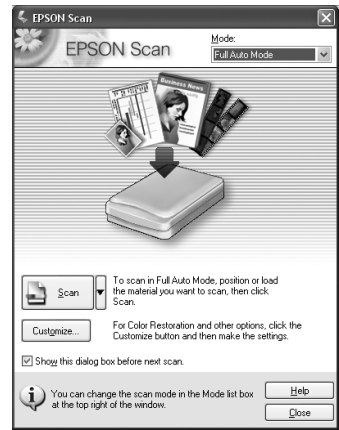 EPSON Scan
EPSON Scan
Mode:
Full Auto Mode
Business News
Scan
To scan in Full Auto Mode, position or load
the material you want to scan, then click
Scan.
Customize...
For Color Restoration and other options, click the
Customize button and then make the settings.
Show this dialog box before next scan.
You can change the scan mode in the Mode list box
at the top right of the window.
Help
Close